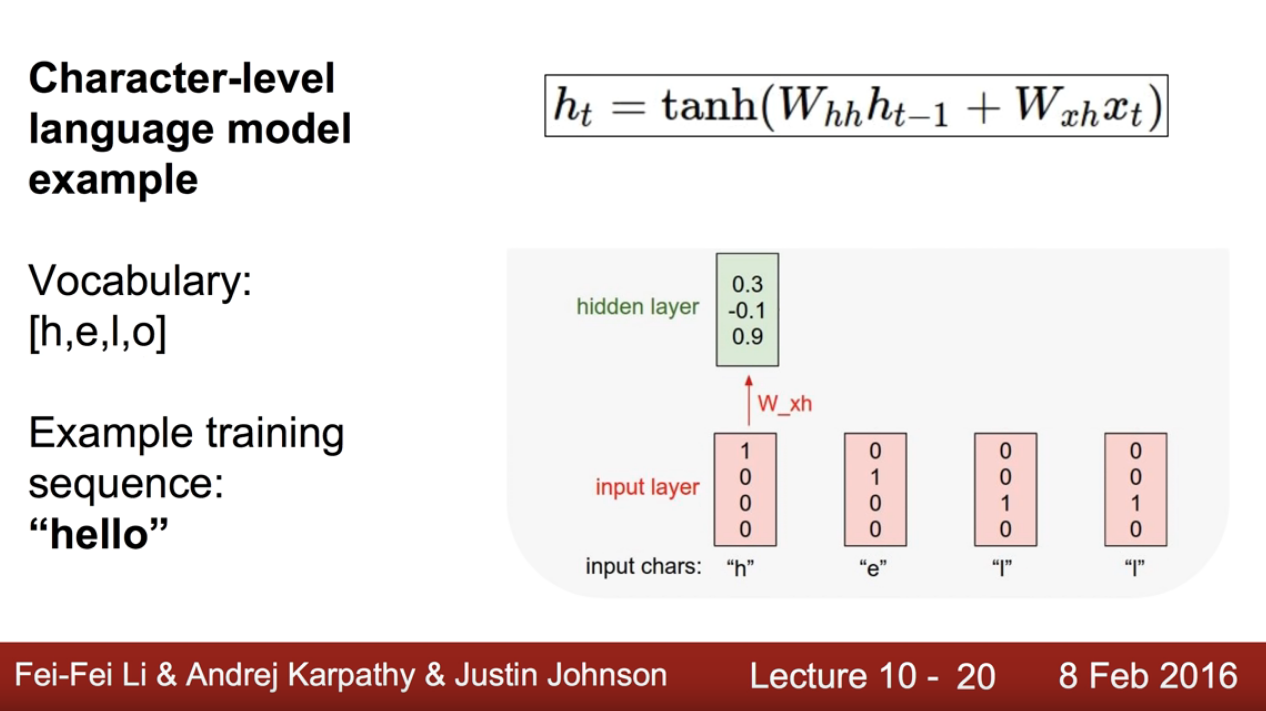 Character-level
language model
example
Vocabulary:
[h,e,l,o]
Example training
sequence:
“hello”
h_t = tanh(W_{hh}h_{t−1} + W_{xh}x_t)
hidden layer
0.3
-0.1
0.9
W_xh
input layer
1 0 0 0
0 1 0 0
0 0 1 1
0 0 0 0
input chars: “h” “e” “l” “l”
Fei-Fei Li & Andrej Karpathy & Justin Johnson Lecture 10 - 20 8 Feb 2016